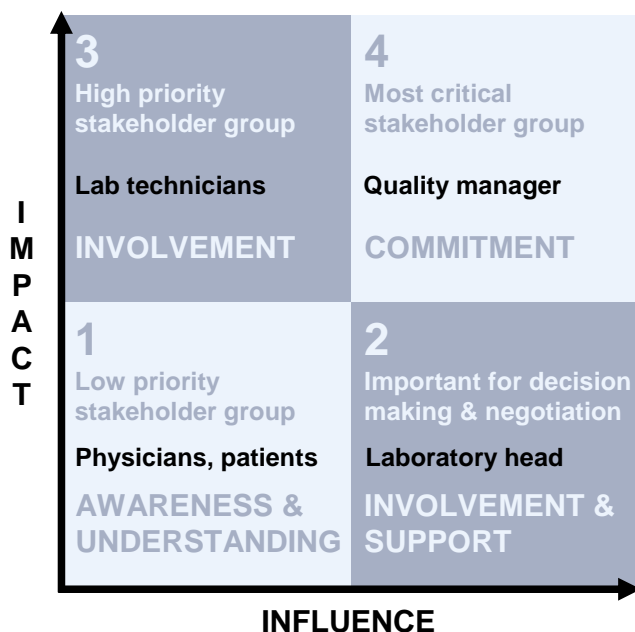 3
High priority
stakeholder group
Lab technicians
INVOLVEMENT
4
Most critical
stakeholder group
Quality manager
COMMITMENT
IMPACT
1
Low priority
stakeholder group
Physicians, patients
AWARENESS &
UNDERSTANDING
2
Important for decision
making & negotiation
Laboratory head
INVOLVEMENT &
SUPPORT
INFLUENCE